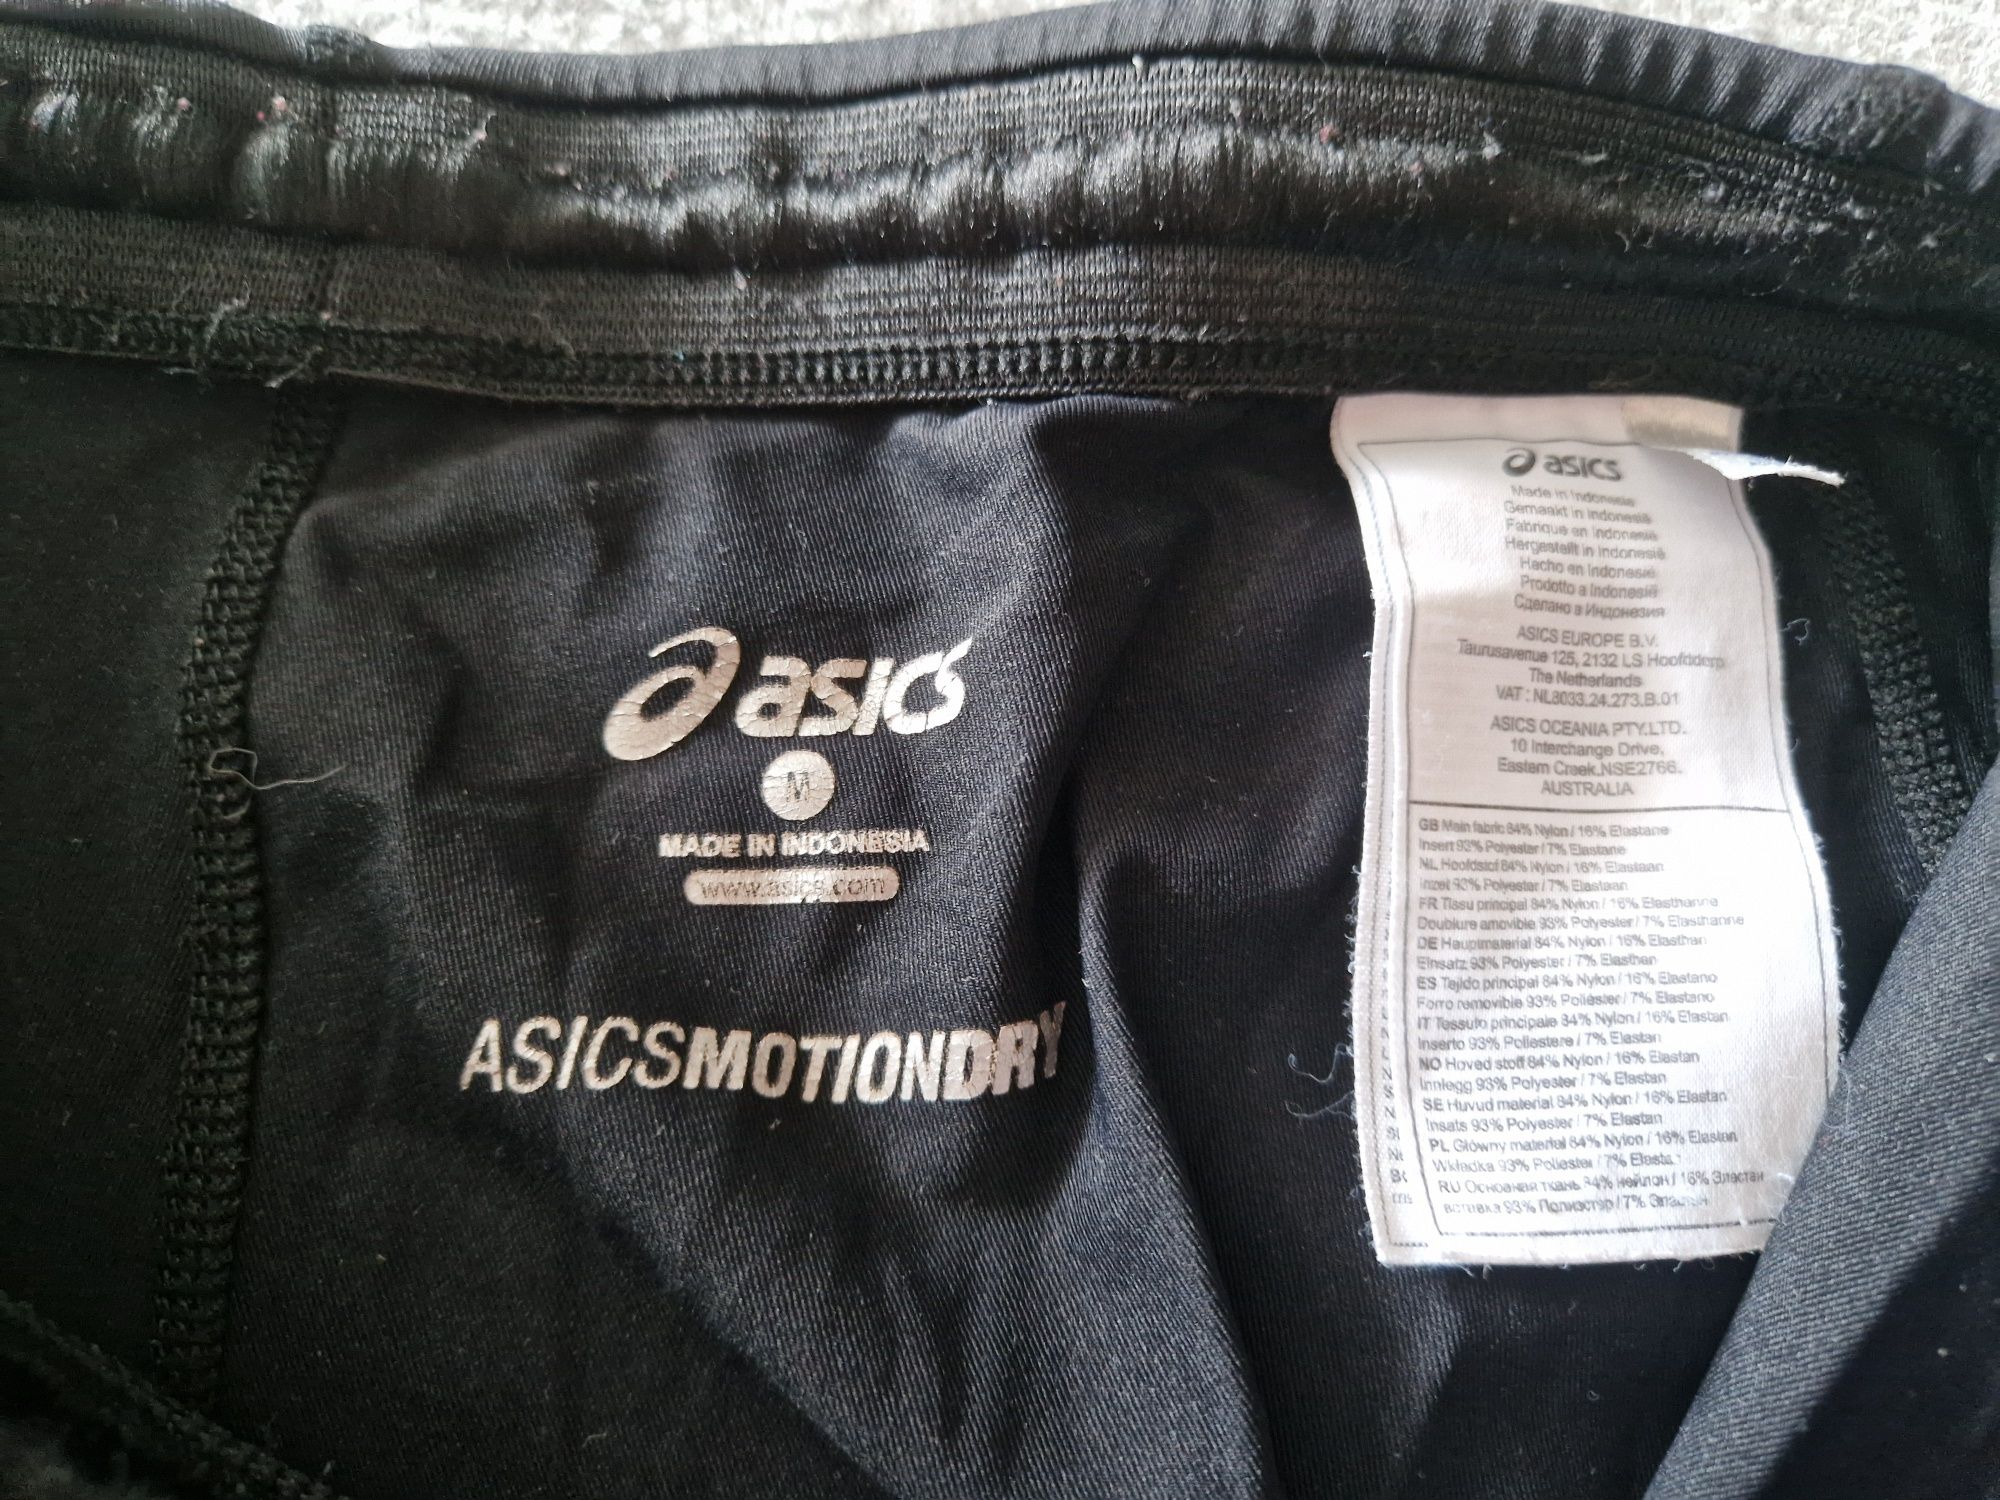 asics
M
MADE IN INDONESIA
www.asics.com
ASICSMOTIONDRY
asics
Made in Indonesia
Gemaakt in Indonesië
Fabrique en Indonesië
Hergestellt in Indonesië
Hecho en Indonesië
Prodotto a Indonesië
Сделано в Индонезия
ASICS EUROPE B.V.
Taurusavenue 125, 2132 LS Hoofddorp
The Netherlands
VAT : NL8033.24.273.B.01
ASICS OCEANIA PTY.LTD.
10 Interchange Drive,
Eastern Creek,NSE2766.
AUSTRALIA
GB Main fabric 84% Nylon / 16% Elastane
Insert 93% Polyester / 7% Elastane
NL Hoofdstof 84% Nylon / 16% Elastaan
Inzet 93% Polyester / 7% Elastaan
FR Tissu principal 84% Nylon / 16% Elasthanne
Doublure amovible 93% Polyester / 7% Elasthanne
DE Hauptmaterial 84% Nylon / 16% Elasthan
Einsatz 93% Polyester / 7% Elasthan
ES Tejido principal 84% Nylon / 16% Elastano
Forro removible 93% Poliéster / 7% Elastano
IT Tessuto principale 84% Nylon / 16% Elastan
Inserto 93% Poliestere / 7% Elastan
NO Hoved stoff 84% Nylon / 16% Elastan
Innlegg 93% Polyester / 7% Elastan
SE Huvud material 84% Nylon / 16% Elastan
Insats 93% Polyester / 7% Elastan
PL Główny materiał 84% Nylon / 16% Elastan
Wkładka 93% Poliester / 7%
RU Основная ткань 84% нейлон / 16% Эластан
вставка 93% Полиэстер / 7% Эластан